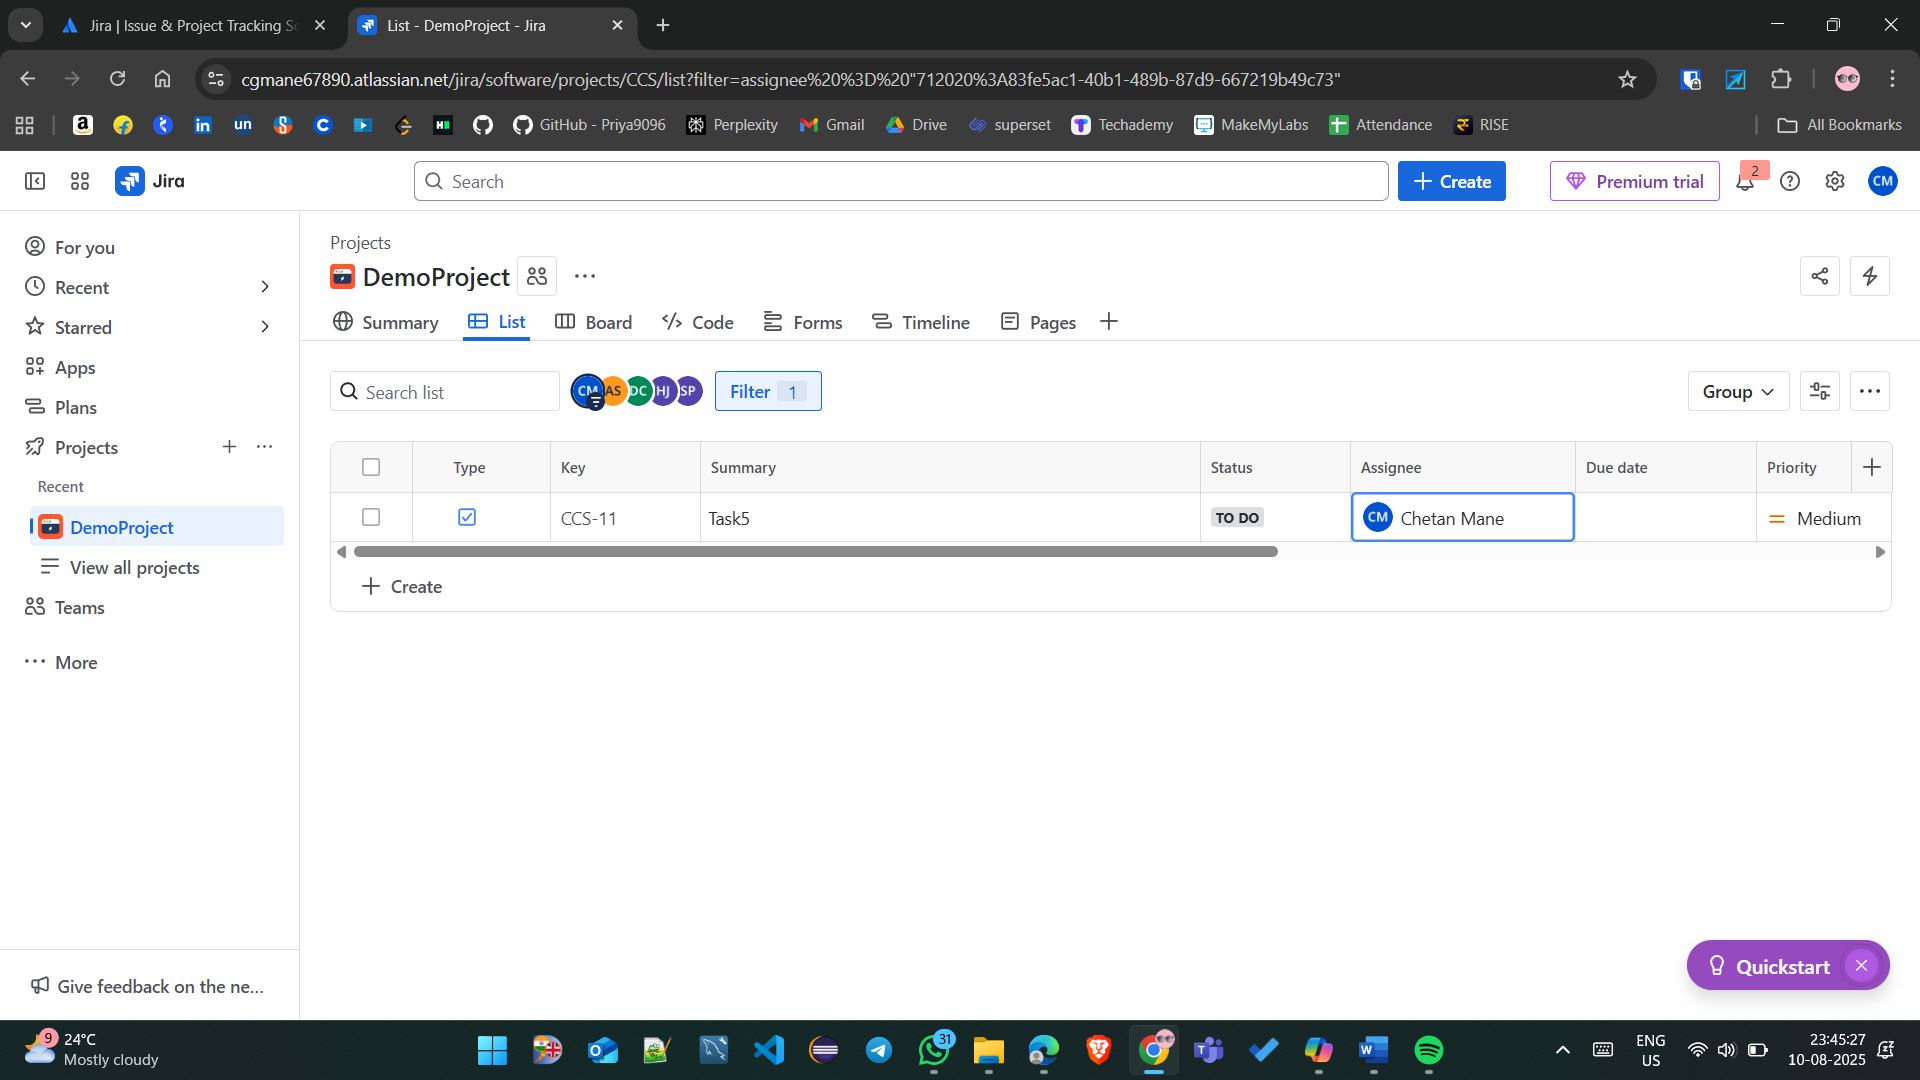 Jira | Issue & Project Tracking So
List - DemoProject - Jira
cgmane67890.atlassian.net/jira/software/projects/CCS/list?filter=assignee%20%3D%20"712020%3A83fe5ac1-40b1-489b-87d9-667219b49c73"
GitHub - Priya9096
Perplexity
Gmail
Drive
superset
Techademy
MakeMyLabs
Attendance
RISE
All Bookmarks
Jira
Search
Create
Premium trial
2
CM
For you
Recent
Starred
Apps
Plans
Projects
Recent
DemoProject
View all projects
Teams
More
Give feedback on the ne...
Projects
DemoProject
Summary
List
Board
Code
Forms
Timeline
Pages
Search list
CM
AS
DC
HJ
SP
Filter 1
Group
Type Key Summary Status Assignee Due date Priority
CCS-11 Task5 TO DO CM Chetan Mane Medium
Create
Quickstart
9
24°C
Mostly cloudy
31
ENG
US
23:45:27
10-08-2025